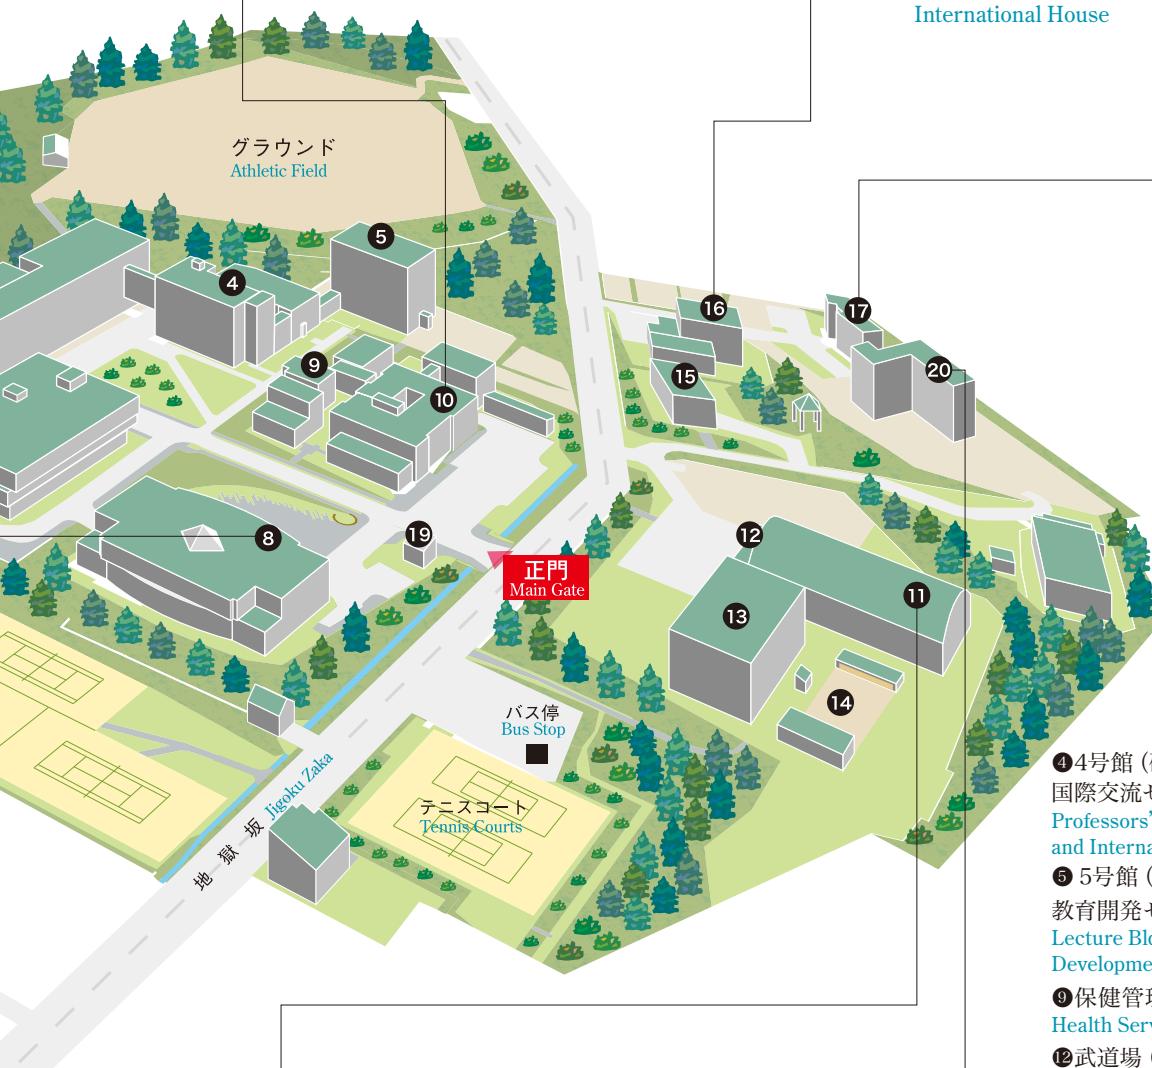 International House
グラウンド
Athletic Field
5
4
16
17
9
15
20
10
8
19
12
正門
Main Gate
11
13
14
バス停
Bus Stop
地獄坂 Jigoku Zaka
テニスコート
Tennis Courts
❹4号館(
国際交流セ
Professors'
and Interna
❺ 5号館(
教育開発セ
Lecture Blo
Developme
❾保健管理
Health Serv
⓬武道場(